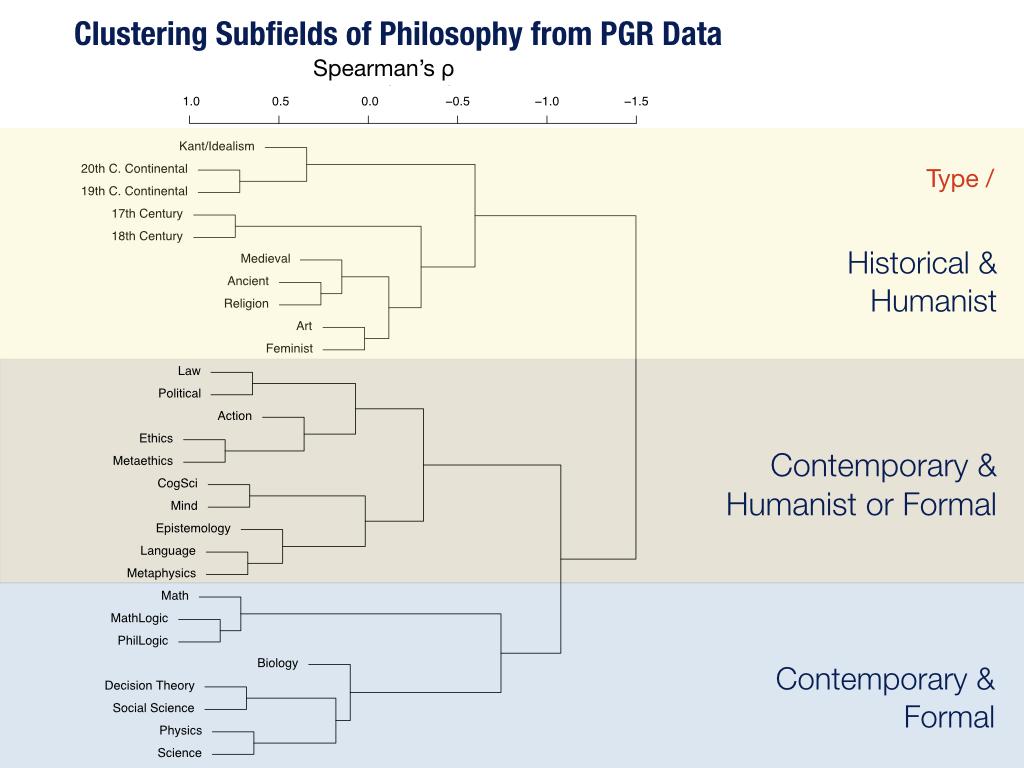 Clustering Subfields of Philosophy from PGR Data
Spearman's ρ
1.0 0.5 0.0 −0.5 −1.0 −1.5
Kant/Idealism
20th C. Continental
19th C. Continental
17th Century
18th Century
Medieval
Ancient
Religion
Art
Feminist
Type /
Historical &
Humanist
Law
Political
Action
Ethics
Metaethics
CogSci
Mind
Epistemology
Language
Metaphysics
Contemporary &
Humanist or Formal
Math
MathLogic
PhilLogic
Biology
Decision Theory
Social Science
Physics
Science
Contemporary &
Formal